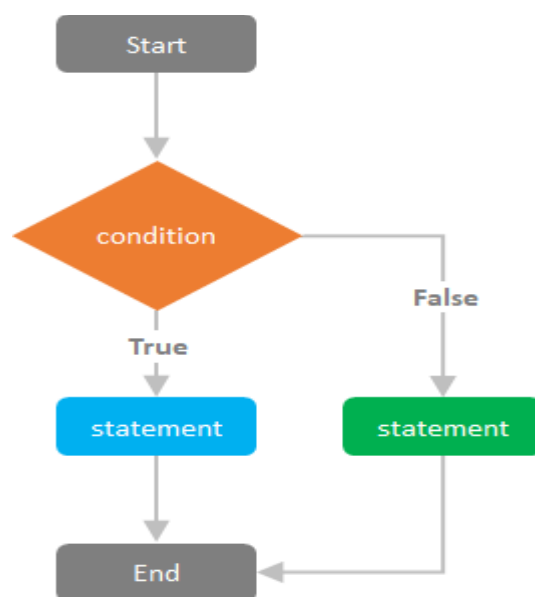 Start
condition
False
True
statement
statement
End